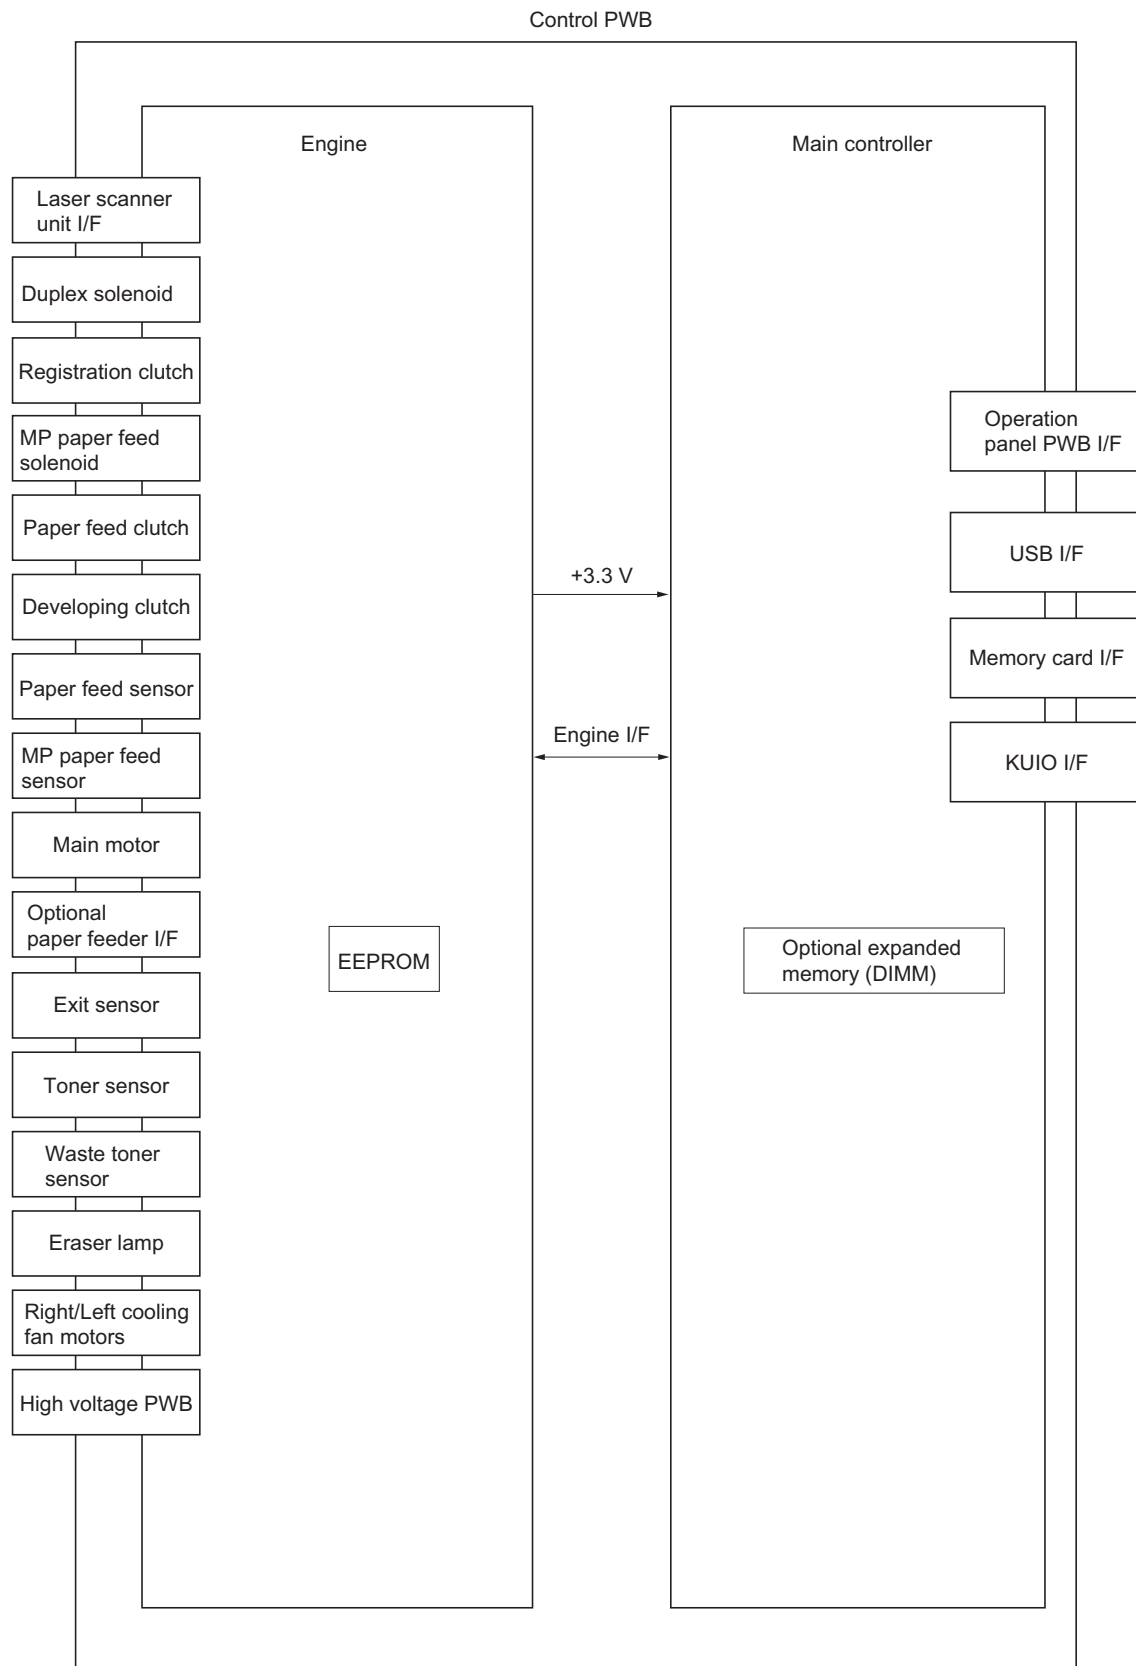 Control PWB
Engine
Main controller
Laser scanner
unit I/F
Duplex solenoid
Registration clutch
MP paper feed
solenoid
Paper feed clutch
Developing clutch
Paper feed sensor
MP paper feed
sensor
Main motor
Optional
paper feeder I/F
Exit sensor
Toner sensor
Waste toner
sensor
Eraser lamp
Right/Left cooling
fan motors
High voltage PWB
EEPROM
+3.3 V
Engine I/F
Optional expanded
memory (DIMM)
Operation
panel PWB I/F
USB I/F
Memory card I/F
KUIO I/F